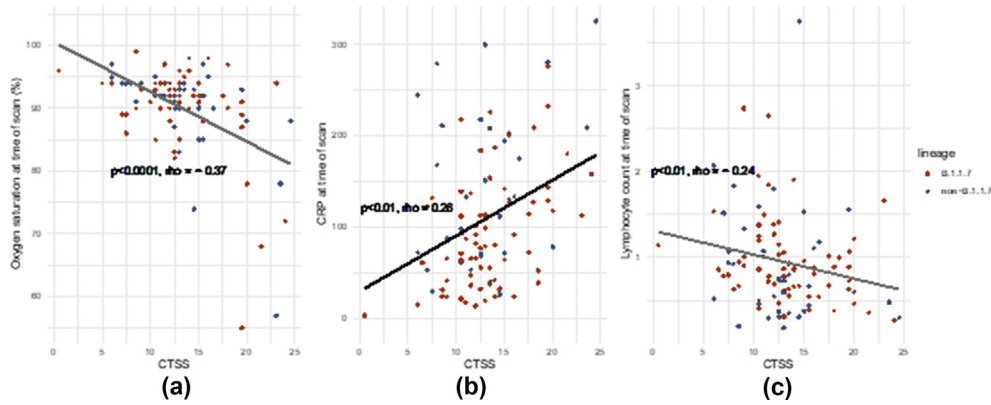 Oxygen saturation at time of scan (%)
100
90
80
70
60
p<0.0001, rho = − 0.37
0 5 10 15 20 25
CTSS
(a)
CRP at time of scan
300
200
100
0
p<0.01, rho = 0.26
0 5 10 15 20 25
CTSS
(b)
Lymphocyte count at time of scan
3
2
1
p<0.01, rho = − 0.24
0 5 10 15 20 25
CTSS
(c)
lineage
B.1.1.7
non−B.1.1.7